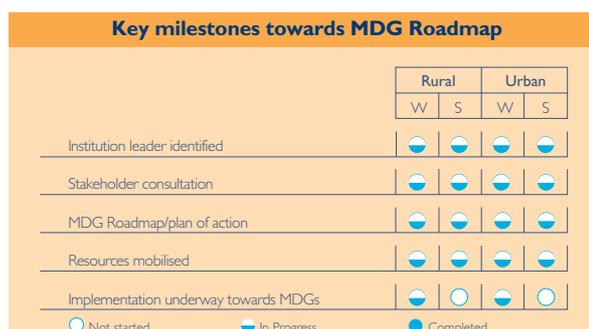 Key milestones towards MDG Roadmap
Rural Urban
W S W S
Institution leader identified
Stakeholder consultation
MDG Roadmap/plan of action
Resources mobilised
Implementation underway towards MDGs
Not started In Progress Completed